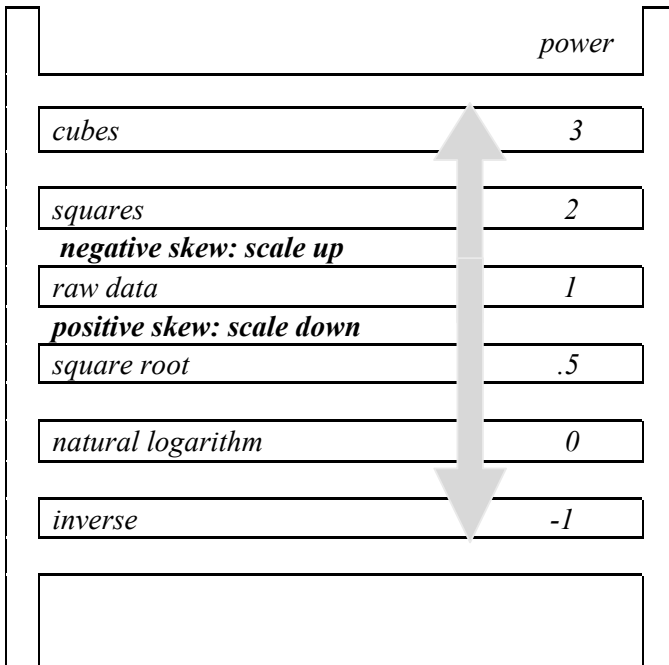 power
cubes 3
squares 2
negative skew: scale up
raw data 1
positive skew: scale down
square root .5
natural logarithm 0
inverse -1